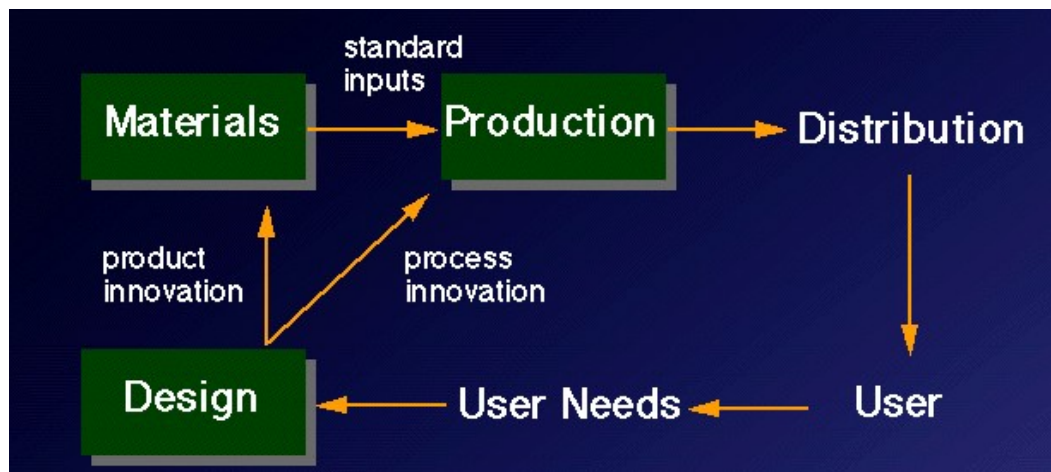 standard
inputs
Materials
Production
Distribution
product
innovation
process
innovation
Design
User Needs
User